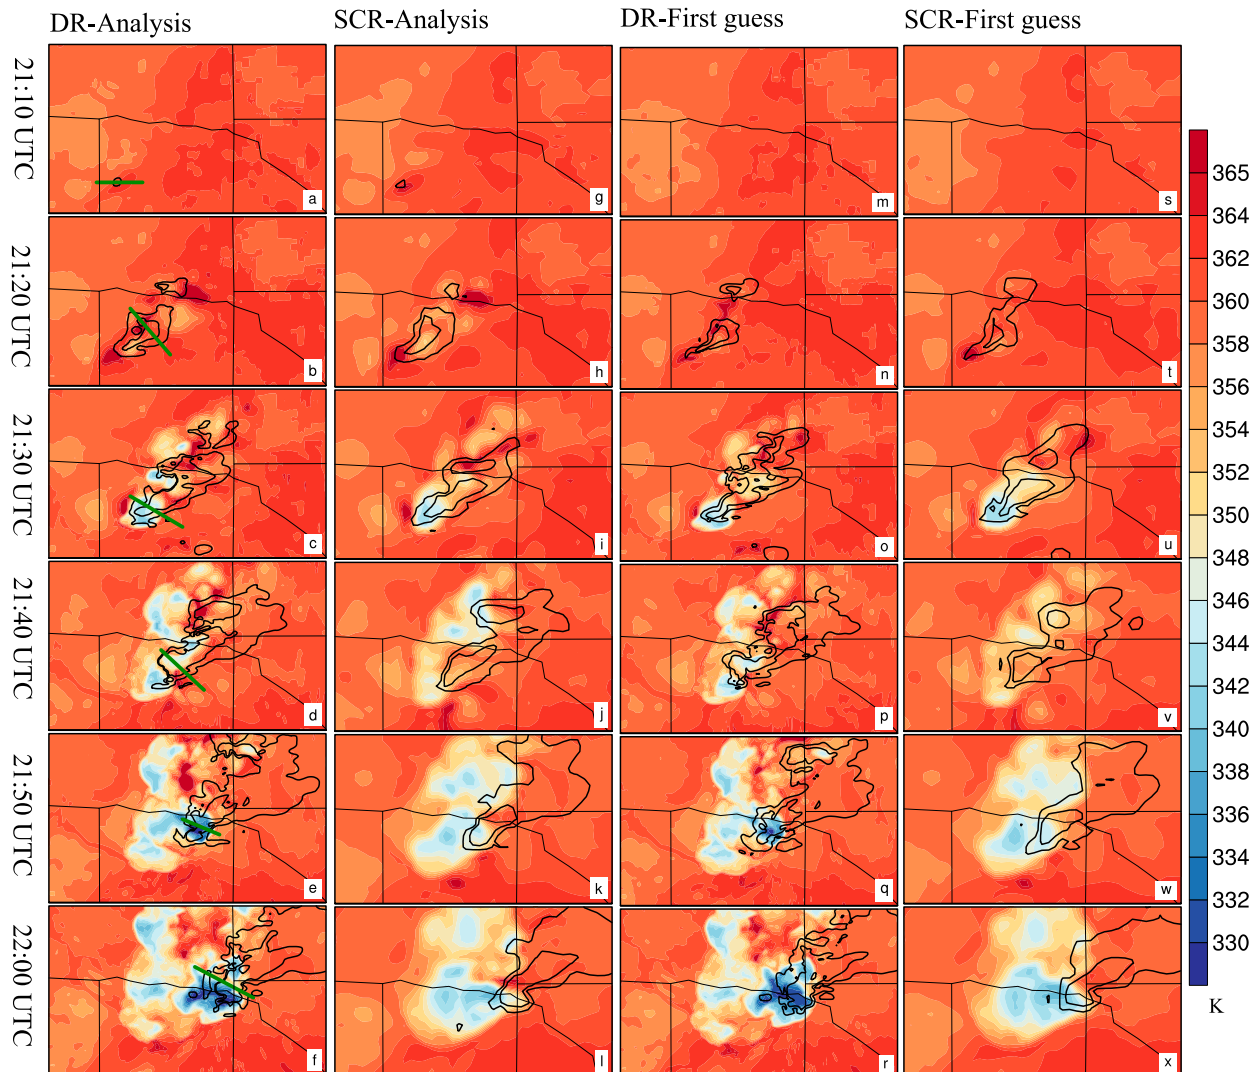 DR-Analysis SCR-Analysis DR-First guess SCR-First guess
21:10 UTC
a g m s
21:20 UTC
b h n t
21:30 UTC
c i o u
21:40 UTC
d j p v
21:50 UTC
e k q w
22:00 UTC
f l r x
365
364
362
360
358
356
354
352
350
348
346
344
342
340
338
336
334
332
330
K